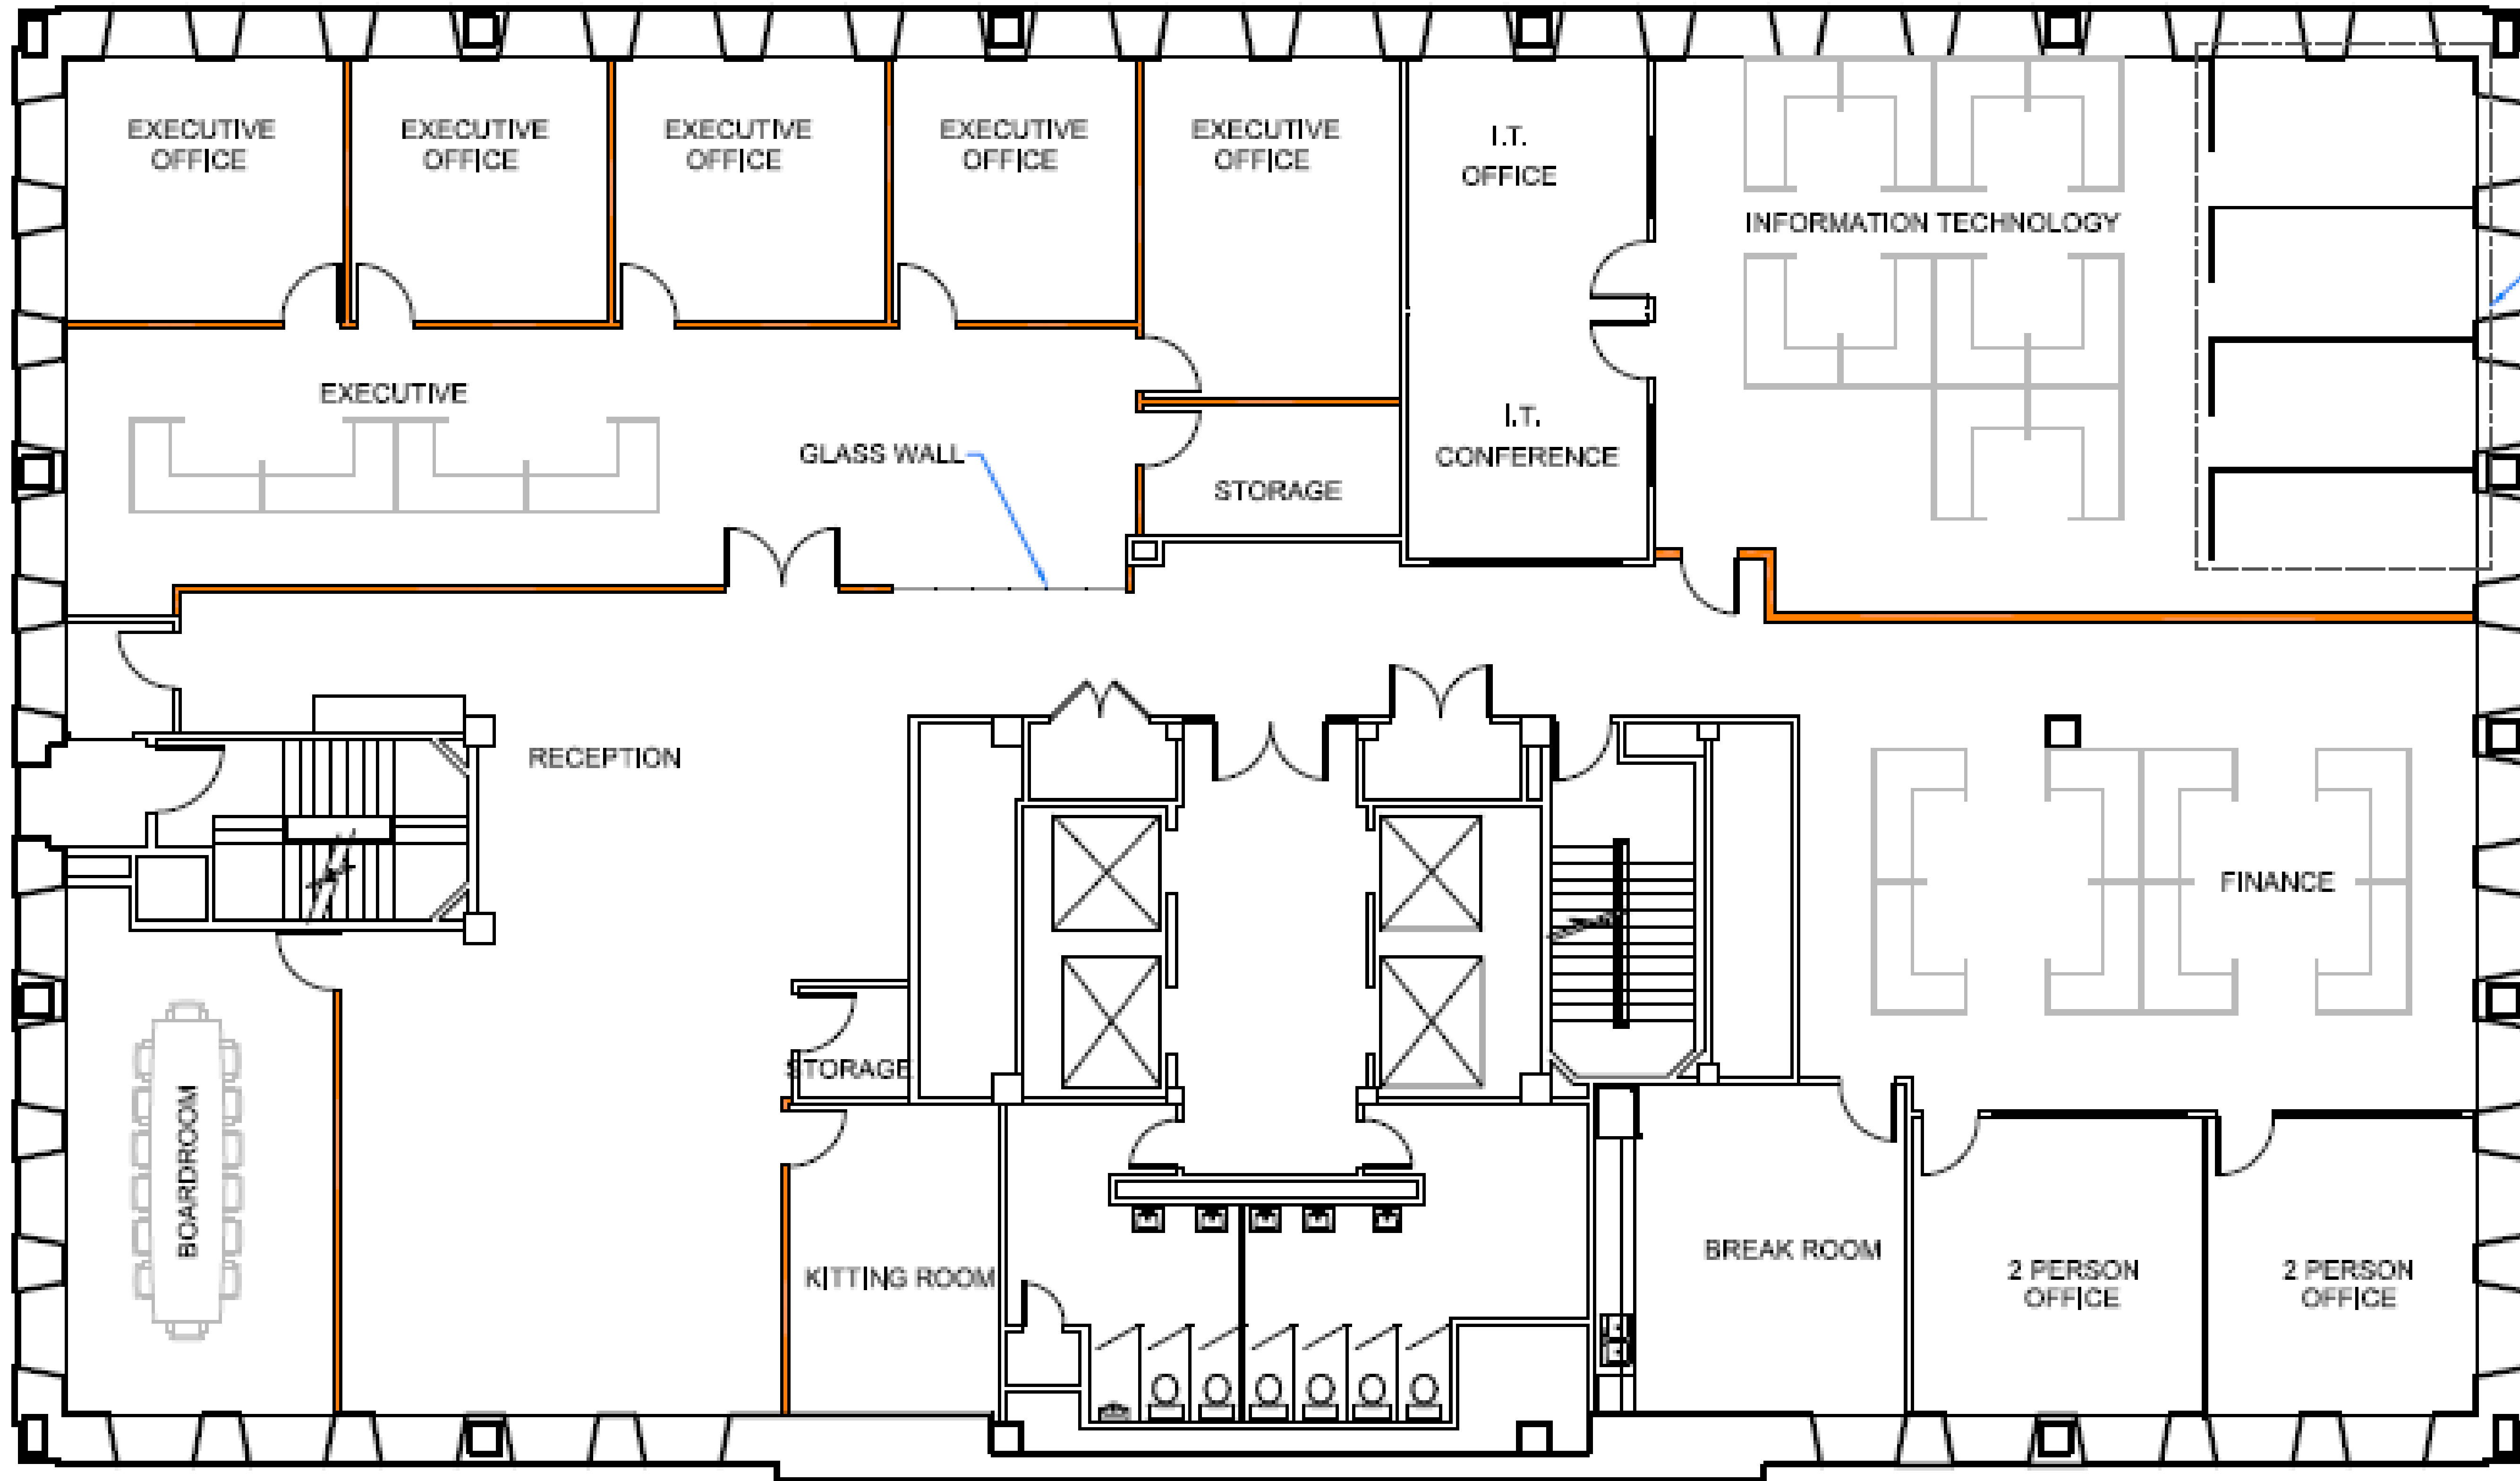 EXECUTIVE
OFFICE
EXECUTIVE
OFFICE
EXECUTIVE
OFFICE
EXECUTIVE
OFFICE
EXECUTIVE
OFFICE
I.T.
OFFICE
INFORMATION TECHNOLOGY
EXECUTIVE
GLASS WALL
STORAGE
I.T.
CONFERENCE
RECEPTION
FINANCE
STORAGE
BOARDROOM
KITTING ROOM
BREAK ROOM
2 PERSON
OFFICE
2 PERSON
OFFICE